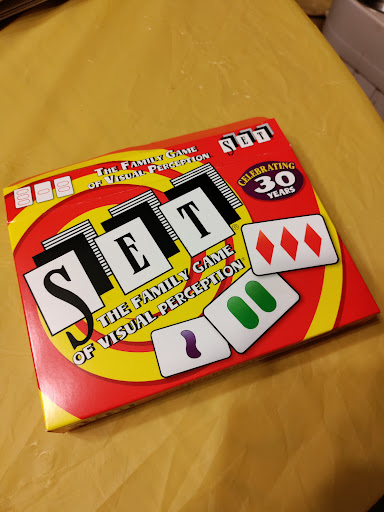 THE FAMILY GAME
OF VISUAL PERCEPTION
SET
CELEBRATING
30
YEARS
SET
THE FAMILY GAME
OF VISUAL PERCEPTION